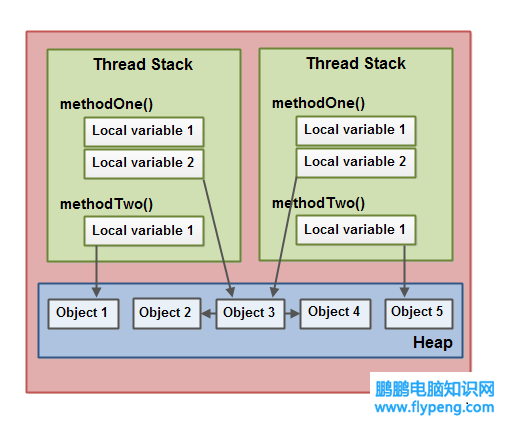 Thread Stack
methodOne()
Local variable 1
Local variable 2
methodTwo()
Local variable 1
Thread Stack
methodOne()
Local variable 1
Local variable 2
methodTwo()
Local variable 1
Object 1
Object 2
Object 3
Object 4
Object 5
Heap
鹏鹏电脑知识网
www.flypeng.com